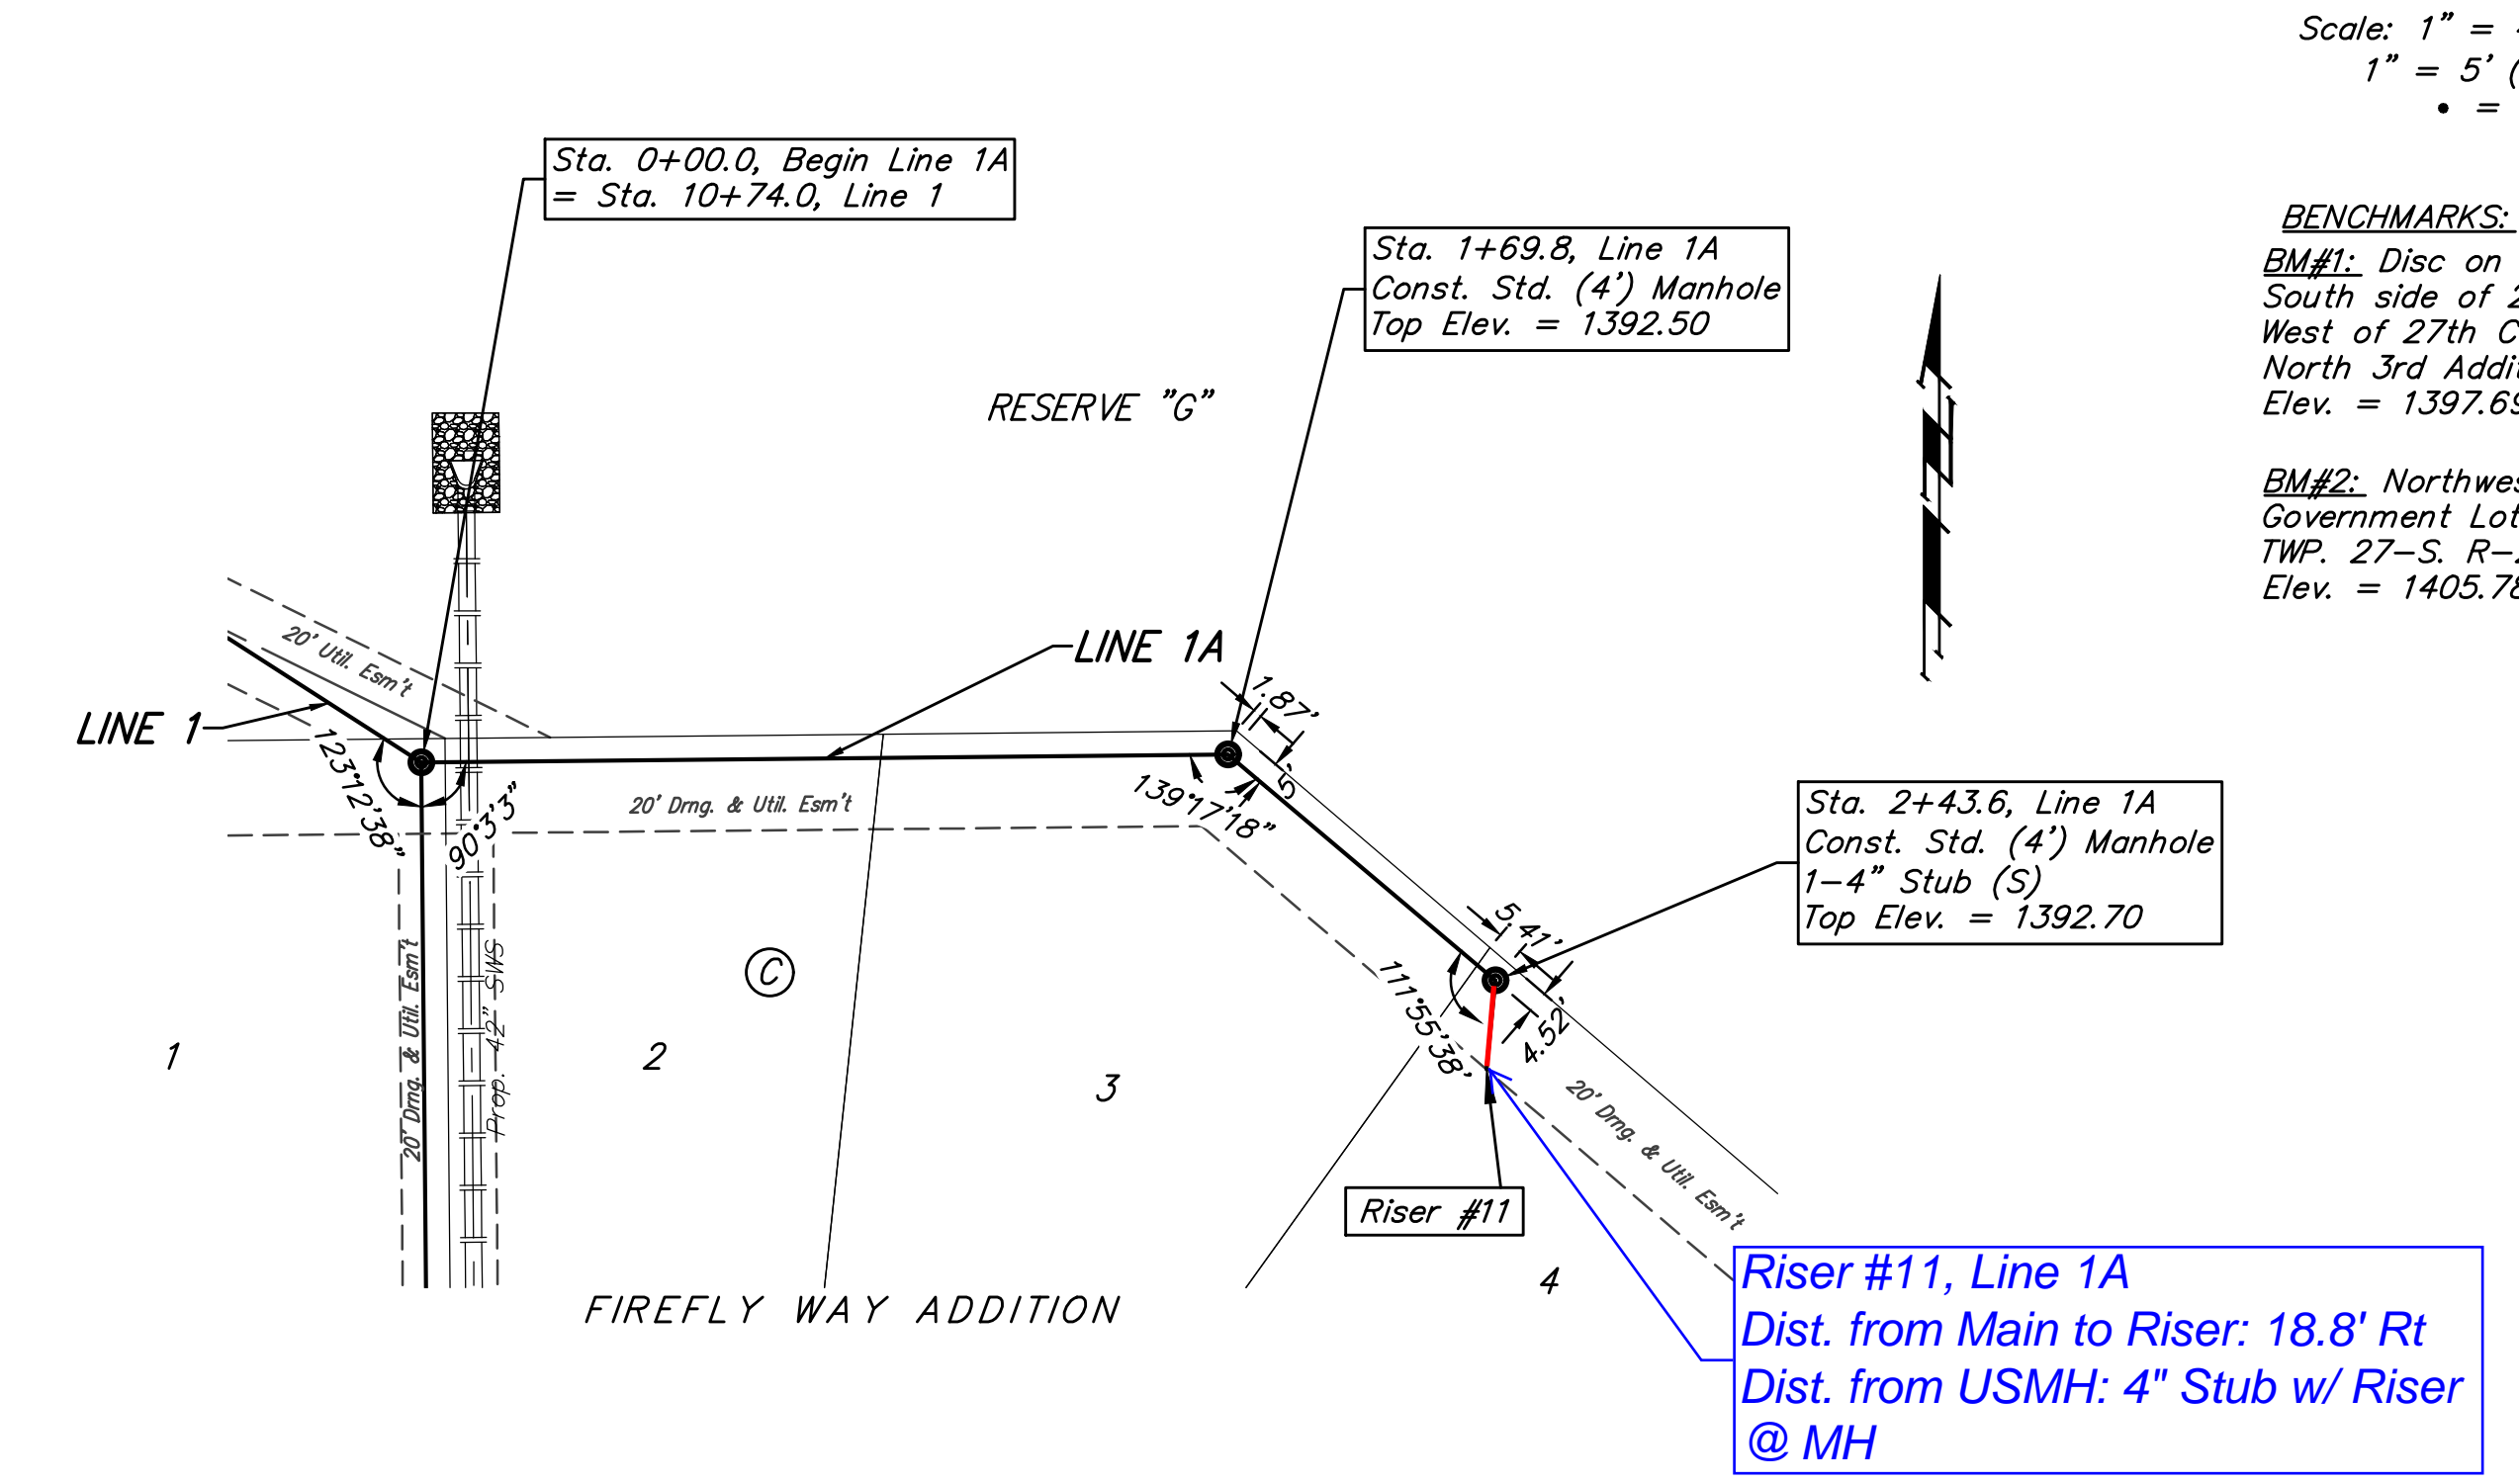 Scale: 1" =
1" = 5' (
• =
Sta. 0+00.0, Begin Line 1A
= Sta. 10+74.0, Line 1
Sta. 1+69.8, Line 1A
Const. Std. (4') Manhole
Top Elev. = 1392.50
BENCHMARKS:
BM#1: Disc on
South side of 2
West of 27th C
North 3rd Addit
Elev. = 1397.69
BM#2: Northwes
Government Lot
TWP. 27-S. R-
Elev. = 1405.78
RESERVE "G"
20' Util. Esm't
LINE 1A
LINE 1
1.87'
5'
123°12'38"
90°3'3"
20' Drng. & Util. Esm't
139°17'18"
Sta. 2+43.6, Line 1A
Const. Std. (4') Manhole
1-4" Stub (S)
Top Elev. = 1392.70
5.41'
4.52'
111°55'38'
C
20' Drng. & Util. Esm't
Prop. 42" SWS
1
2
3
20' Drng. & Util. Esm't
Riser #11
4
FIREFLY WAY ADDITION
Riser #11, Line 1A
Dist. from Main to Riser: 18.8' Rt
Dist. from USMH: 4" Stub w/ Riser
@ MH